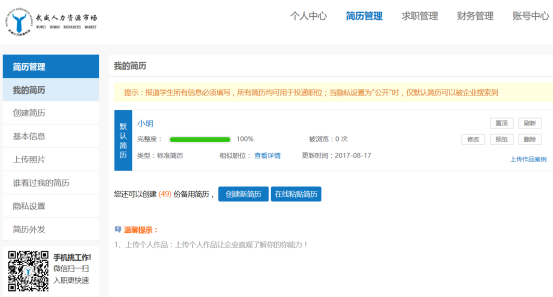 武威人力资源市场
WUWEI HUMAN RESOURCES MARKET
个人中心 简历管理 求职管理 财务管理 账号中心
简历管理
我的简历
创建简历
基本信息
上传照片
谁看过我的简历
隐私设置
简历外发
手机挑工作!
微信扫一扫
入职更快速
我的简历
提示：报道学生所有信息必须填写，所有简历均可用于投递职位；当隐私设置为"公开"时，仅默认简历可以被企业搜索到
默认简历
小明 置顶 刷新
完整度： 100% 被浏览：0 次 修改 预览 删除
类型：标准简历 相似职位：查看详情 更新时间：2017-08-17 上传作品案例
您还可以创建 (49) 份备用简历， 创建新简历 在线粘贴简历
温馨提示：
1、上传个人作品：上传个人作品让企业直观了解你的你能力！